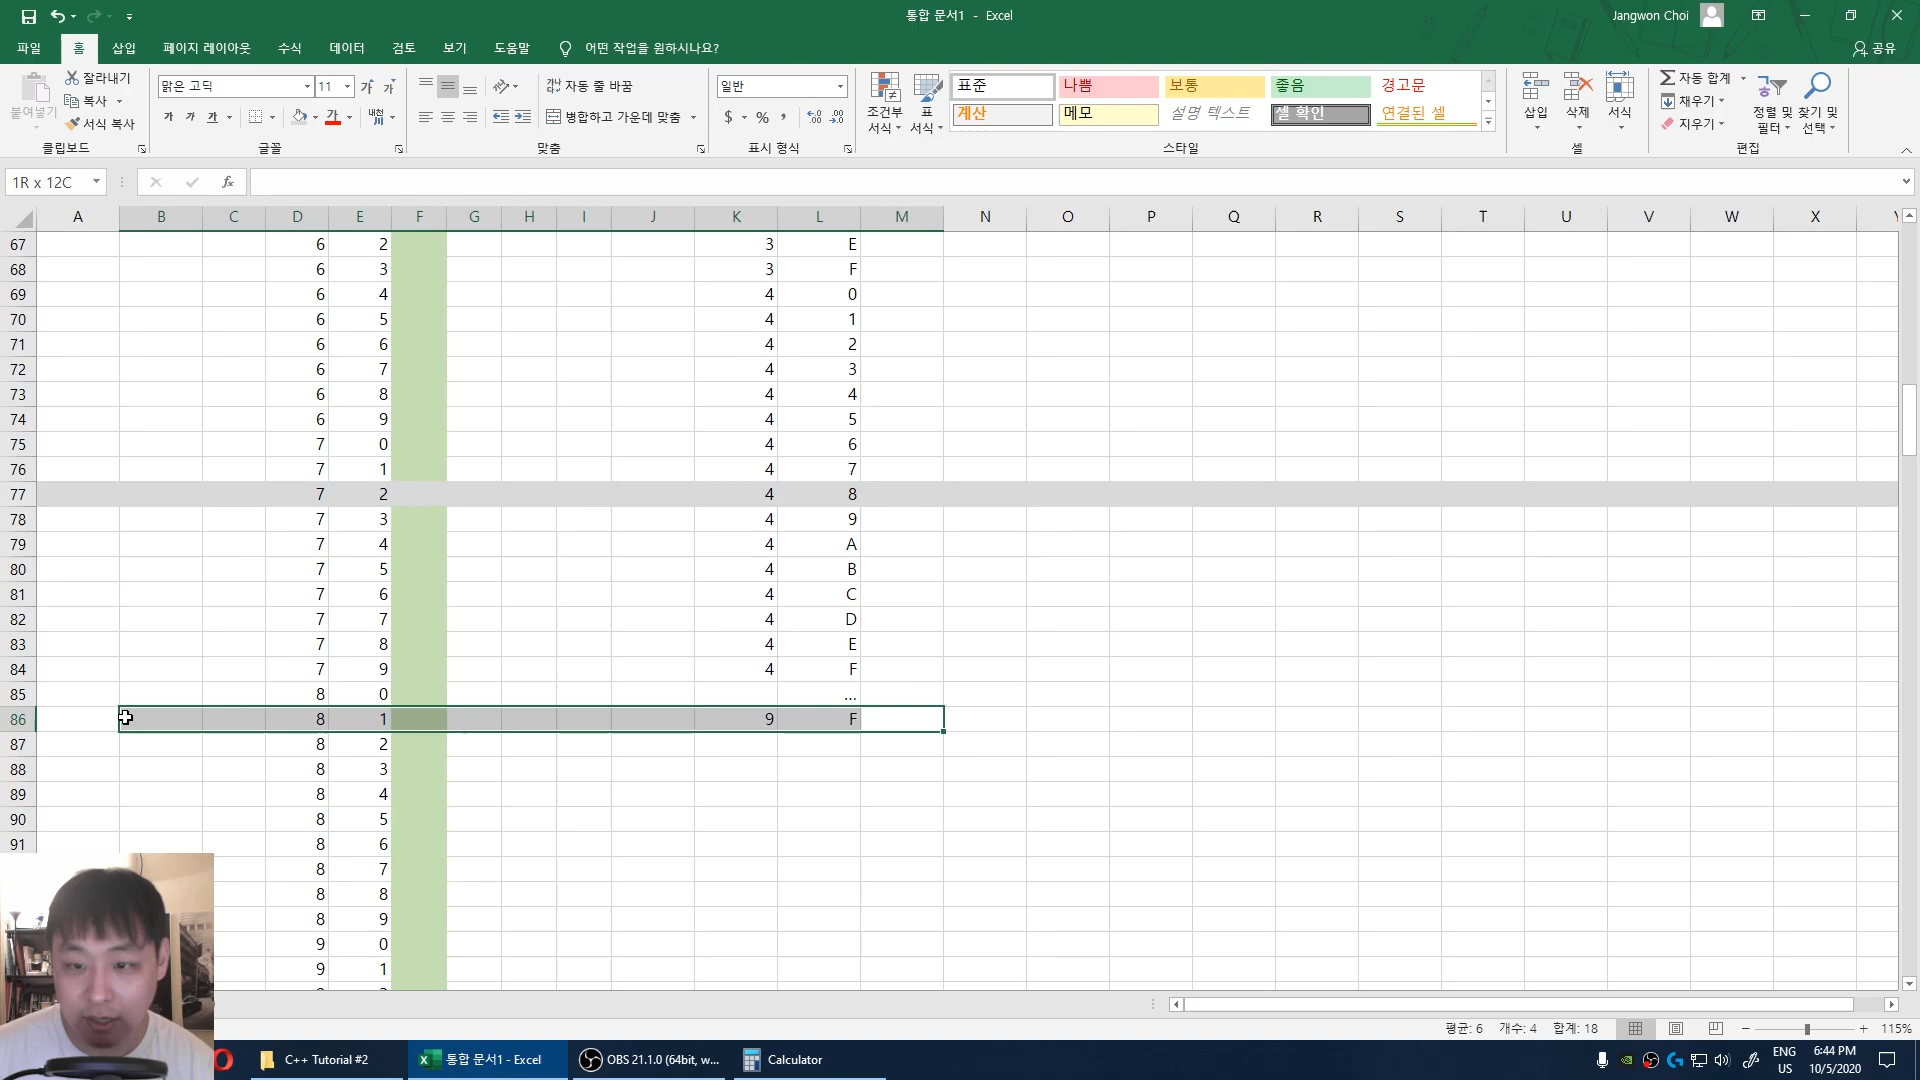 통합 문서1 - Excel
Jangwon Choi
파일 홈 삽입 페이지 레이아웃 수식 데이터 검토 보기 도움말 어떤 작업을 원하시나요? 공유
붙여넣기
잘라내기
복사
서식 복사
클립보드
맑은 고딕 11
가 가
가 가 가 가 내천
글꼴
자동 줄 바꿈
병합하고 가운데 맞춤
맞춤
일반
$ % ,
표시 형식
조건부 서식
표 서식
표준 나쁨 보통 좋음 경고문
계산 메모 설명 텍스트 셀 확인 연결된 셀
스타일
삽입 삭제 서식
셀
자동 합계
채우기
지우기
정렬 및 필터
찾기 및 선택
편집
1R x 12C fx
A B C D E F G H I J K L M N O P Q R S T U V W X
67 6 2 3 E
68 6 3 3 F
69 6 4 4 0
70 6 5 4 1
71 6 6 4 2
72 6 7 4 3
73 6 8 4 4
74 6 9 4 5
75 7 0 4 6
76 7 1 4 7
77 7 2 4 8
78 7 3 4 9
79 7 4 4 A
80 7 5 4 B
81 7 6 4 C
82 7 7 4 D
83 7 8 4 E
84 7 9 4 F
85 8 0 ...
86 8 1 9 F
87 8 2
88 8 3
89 8 4
90 8 5
91 8 6
8 7
8 8
8 9
9 0
9 1
평균: 6 개수: 4 합계: 18 115%
C++ Tutorial #2
통합 문서1 - Excel
OBS 21.1.0 (64bit, w...
Calculator
ENG
US
6:44 PM
10/5/2020